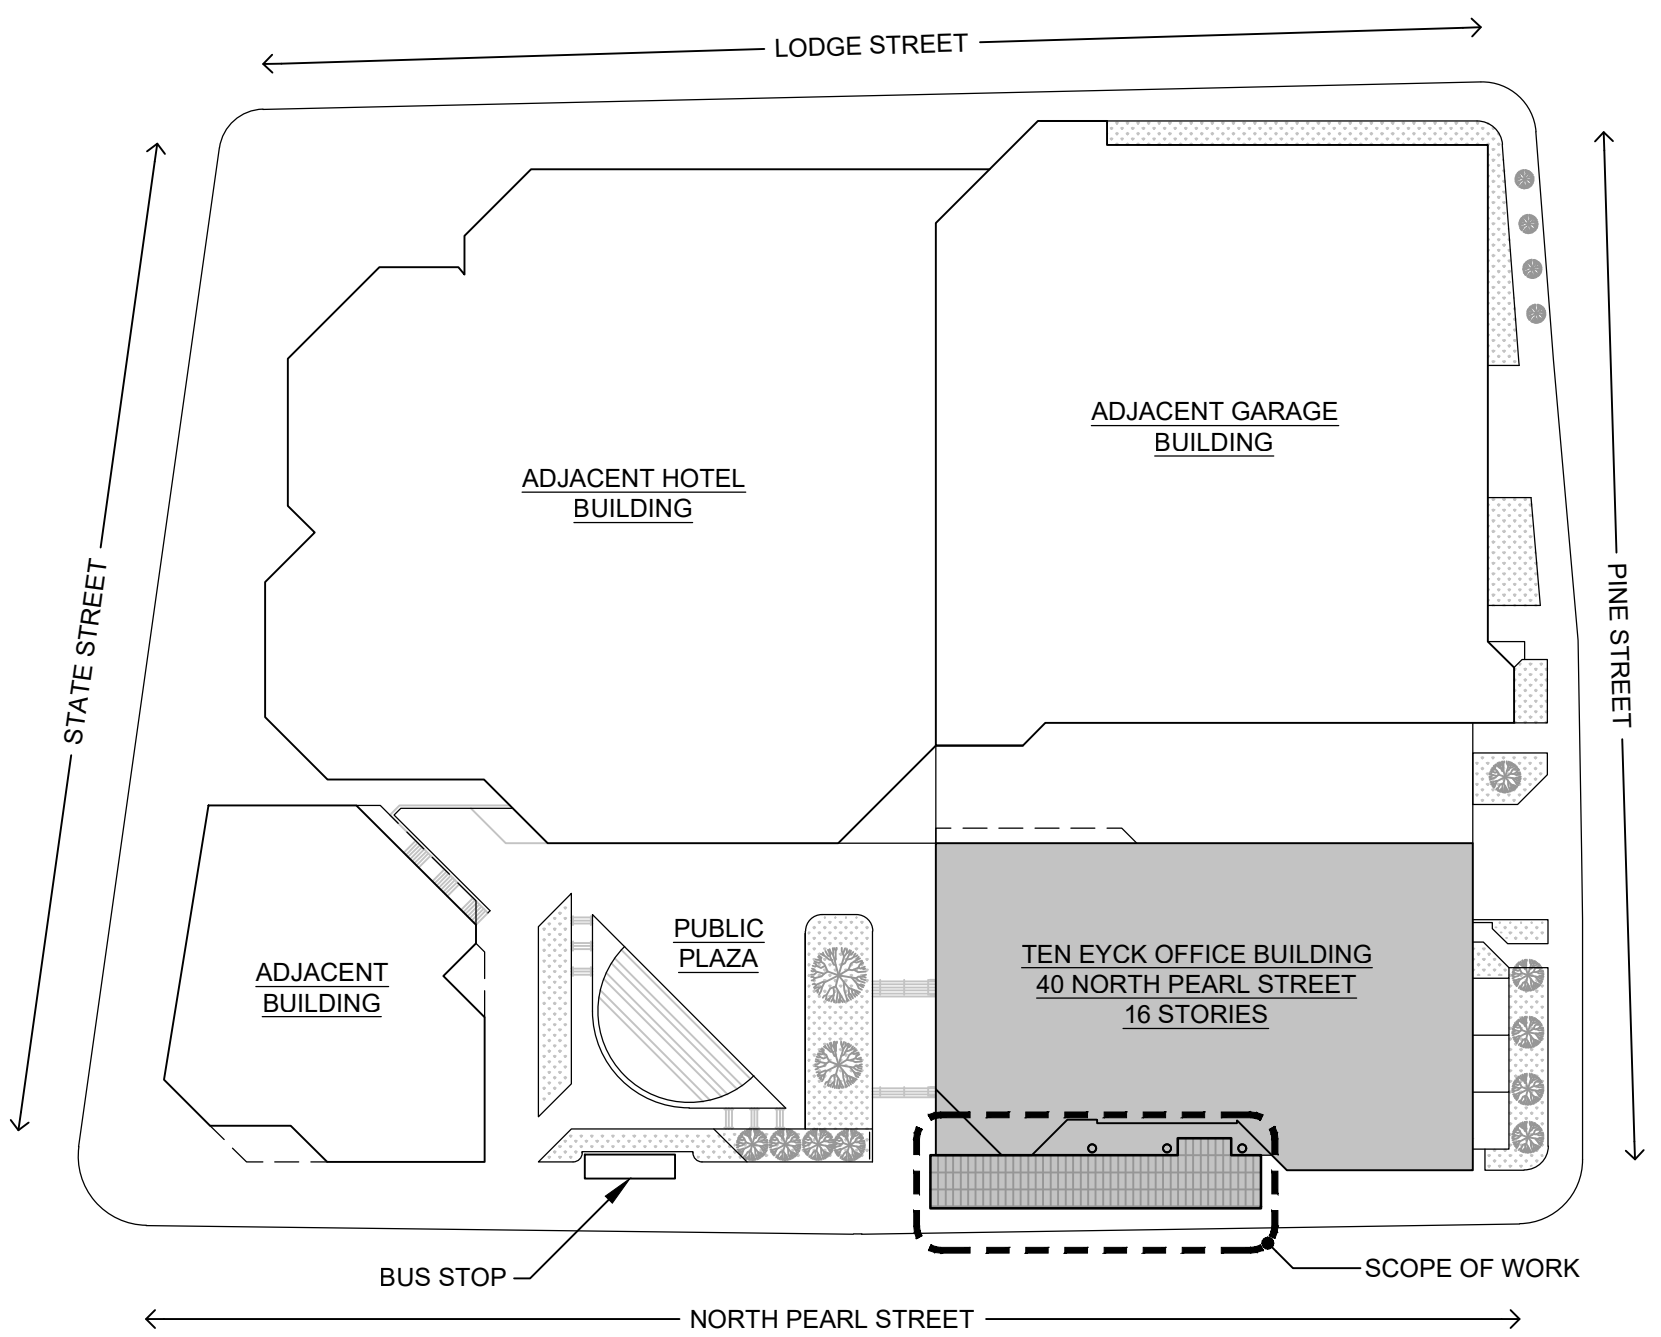 LODGE STREET
STATE STREET
PINE STREET
ADJACENT GARAGE
BUILDING
ADJACENT HOTEL
BUILDING
PUBLIC
PLAZA
ADJACENT
BUILDING
TEN EYCK OFFICE BUILDING
40 NORTH PEARL STREET
16 STORIES
BUS STOP
SCOPE OF WORK
NORTH PEARL STREET